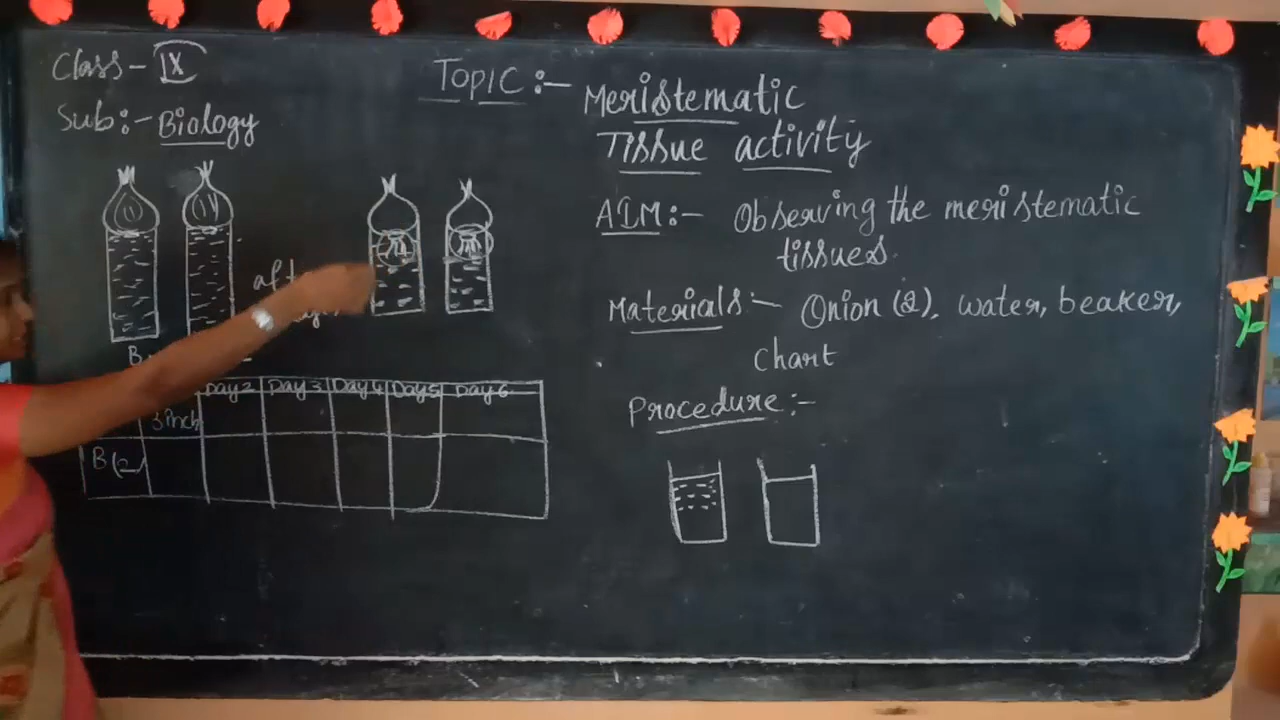 Class - IX
Sub:- Biology
Topic:- Meristematic
Tissue activity
AIM:- Observing the meristematic
tissues.
Materials:- Onion (2), water, beaker,
chart
Procedure:-
Day 2 Day 3 Day 4 Day 5 Day 6
B (2)